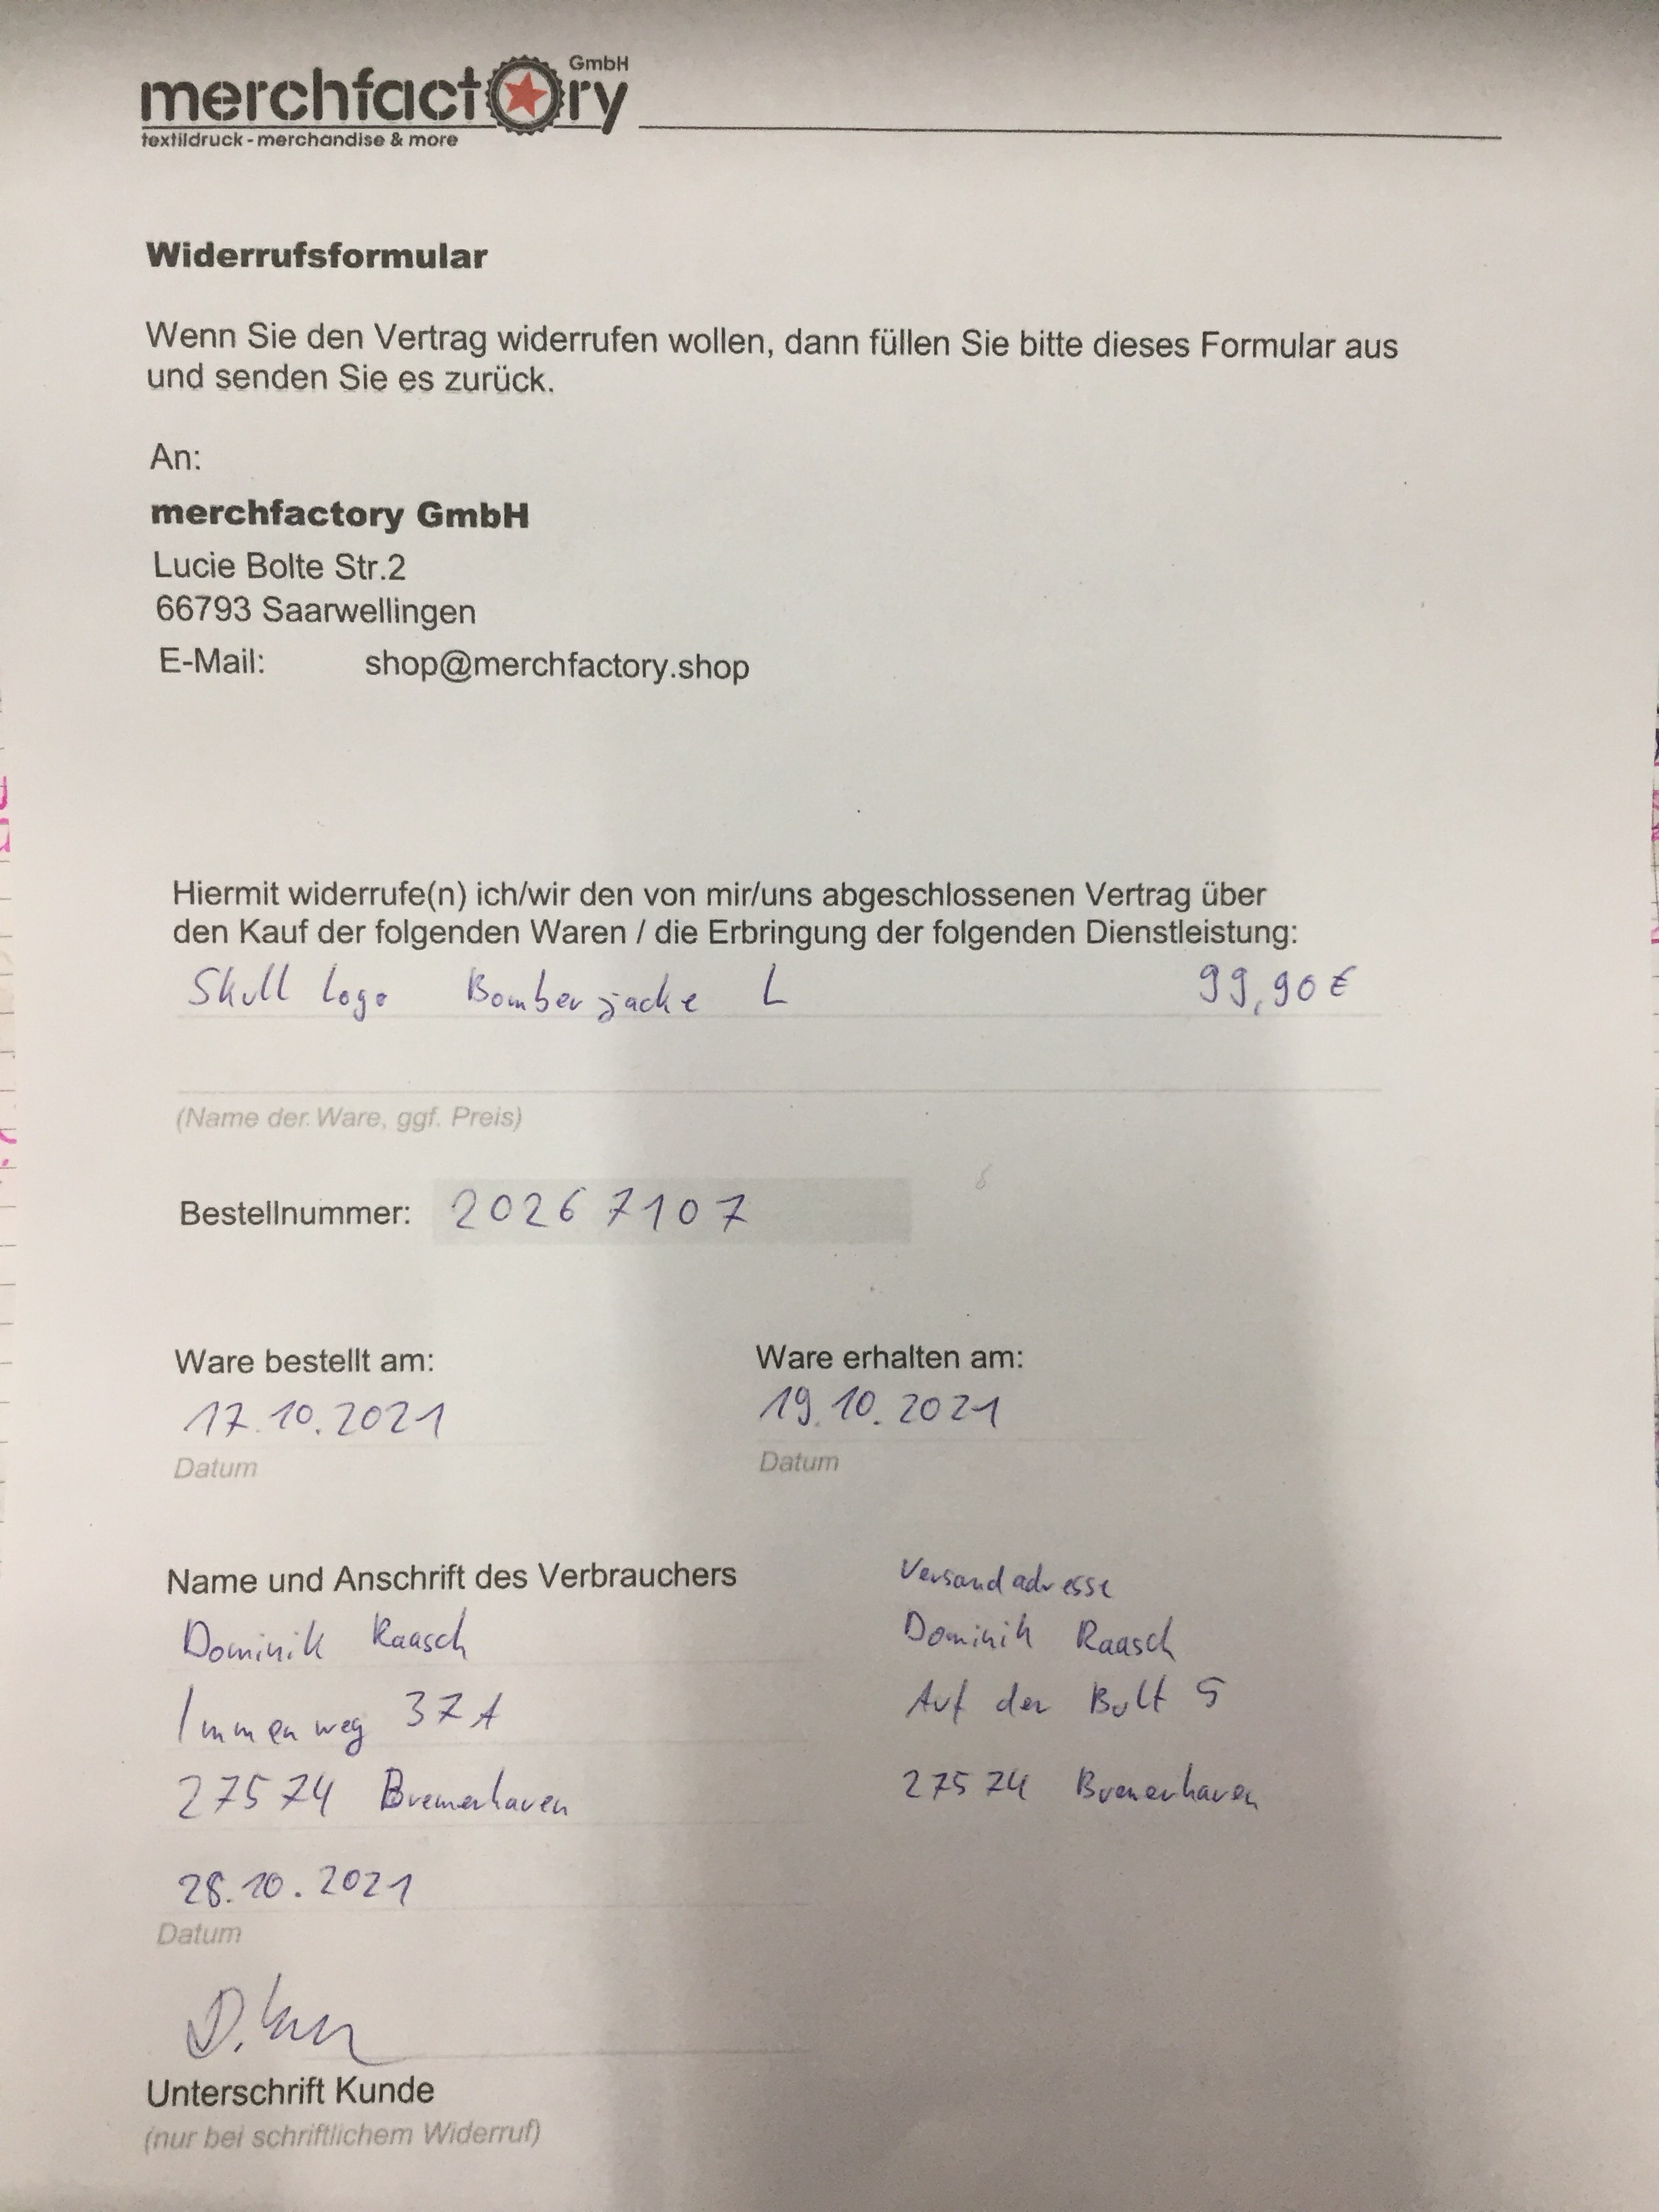 merchfactory GmbH
textildruck - merchandise & more
Widerrufsformular
Wenn Sie den Vertrag widerrufen wollen, dann füllen Sie bitte dieses Formular aus
und senden Sie es zurück.
An:
merchfactory GmbH
Lucie Bolte Str.2
66793 Saarwellingen
E-Mail: shop@merchfactory.shop
Hiermit widerrufe(n) ich/wir den von mir/uns abgeschlossenen Vertrag über
den Kauf der folgenden Waren / die Erbringung der folgenden Dienstleistung:
Skull Logo Bomberjacke L 99,90 €
(Name der Ware, ggf. Preis)
Bestellnummer: 20267107
Ware bestellt am: Ware erhalten am:
17.10.2021 19.10.2021
Datum Datum
Name und Anschrift des Verbrauchers Versandadresse
Dominik Raasch Dominik Raasch
Immenweg 37A Auf der Bult 5
27574 Bremerhaven 27574 Bremerhaven
28.10.2021
Datum
Unterschrift Kunde
(nur bei schriftlichem Widerruf)